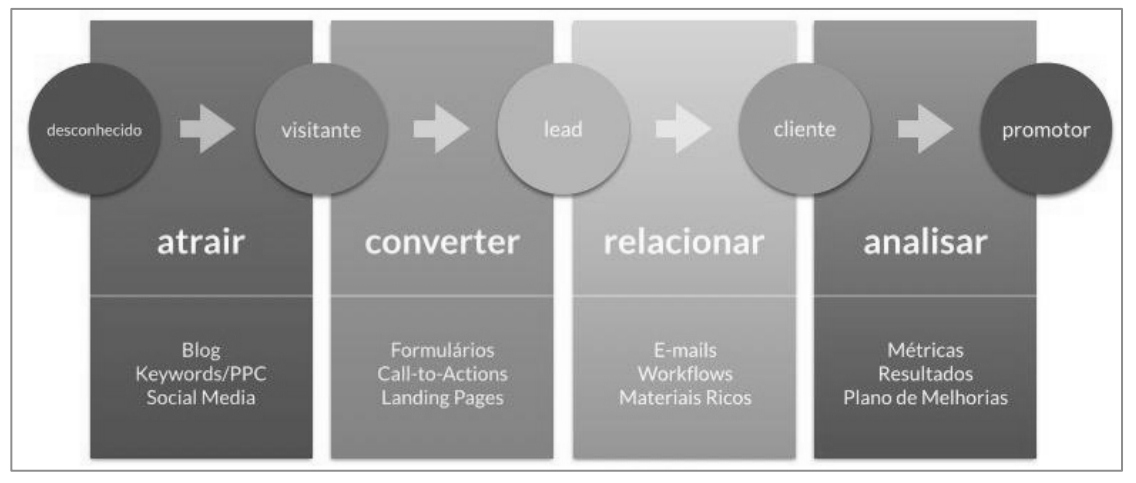 desconhecido
visitante
lead
cliente
promotor
atrair
converter
relacionar
analisar
Blog
Keywords/PPC
Social Media
Formulários
Call-to-Actions
Landing Pages
E-mails
Workflows
Materiais Ricos
Métricas
Resultados
Plano de Melhorias